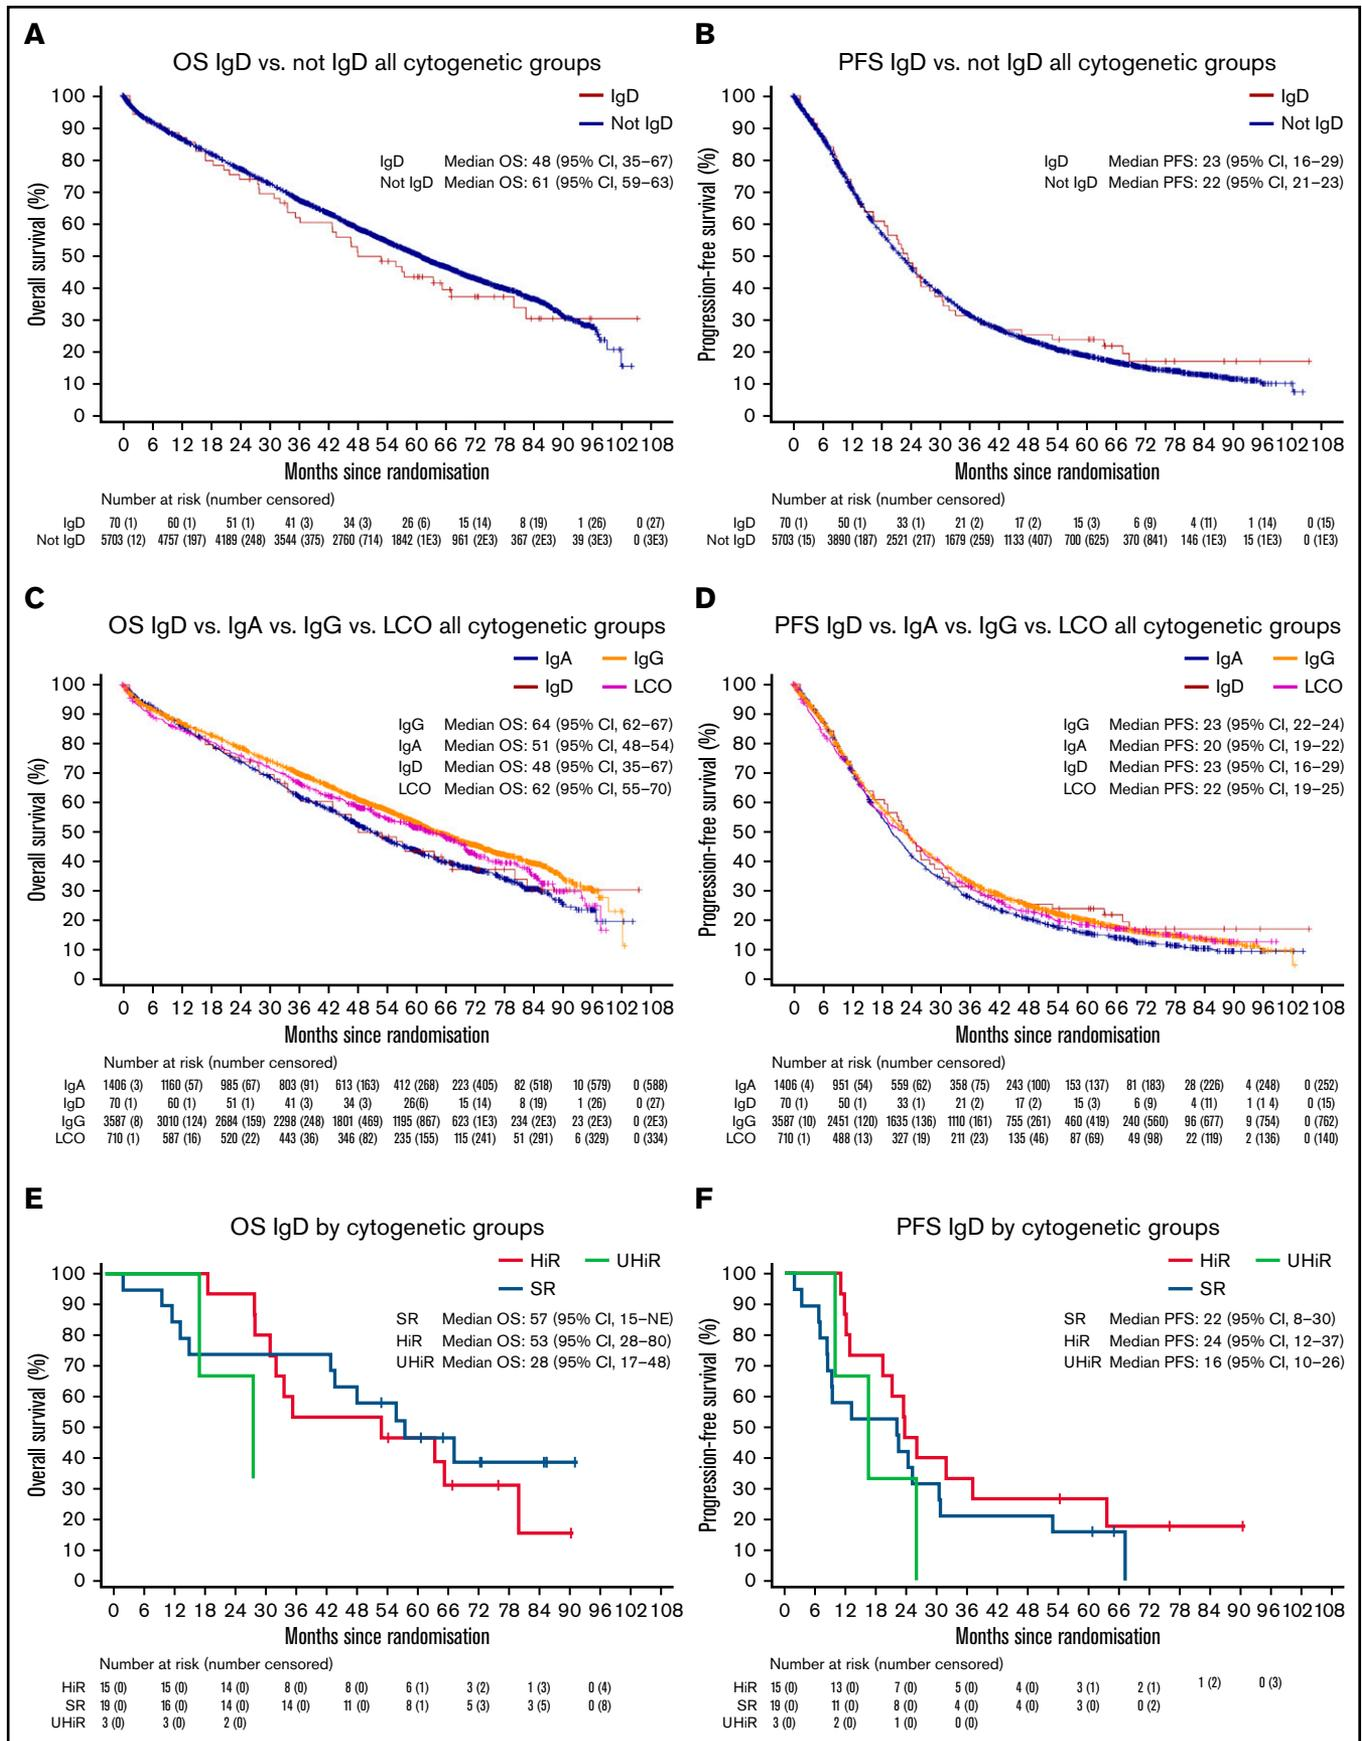 A
OS IgD vs. not IgD all cytogenetic groups
IgD
Not IgD
IgD Median OS: 48 (95% CI, 35–67)
Not IgD Median OS: 61 (95% CI, 59–63)
Overall survival (%)
100
90
80
70
60
50
40
30
20
10
0
0 6 12 18 24 30 36 42 48 54 60 66 72 78 84 90 96 102 108
Months since randomisation
Number at risk (number censored)
IgD 70 (1) 60 (1) 51 (1) 41 (3) 34 (3) 26 (6) 15 (14) 8 (19) 1 (26) 0 (27)
Not IgD 5703 (12) 4757 (197) 4189 (248) 3544 (375) 2760 (714) 1842 (1E3) 961 (2E3) 367 (2E3) 39 (3E3) 0 (3E3)
B
PFS IgD vs. not IgD all cytogenetic groups
IgD
Not IgD
IgD Median PFS: 23 (95% CI, 16–29)
Not IgD Median PFS: 22 (95% CI, 21–23)
Progression-free survival (%)
100
90
80
70
60
50
40
30
20
10
0
0 6 12 18 24 30 36 42 48 54 60 66 72 78 84 90 96 102 108
Months since randomisation
Number at risk (number censored)
IgD 70 (1) 50 (1) 33 (1) 21 (2) 17 (2) 15 (3) 6 (9) 4 (11) 1 (14) 0 (15)
Not IgD 5703 (15) 3890 (187) 2521 (217) 1679 (259) 1133 (407) 700 (625) 370 (841) 146 (1E3) 15 (1E3) 0 (1E3)
C
OS IgD vs. IgA vs. IgG vs. LCO all cytogenetic groups
IgA IgG
IgD LCO
IgG Median OS: 64 (95% CI, 62–67)
IgA Median OS: 51 (95% CI, 48–54)
IgD Median OS: 48 (95% CI, 35–67)
LCO Median OS: 62 (95% CI, 55–70)
Overall survival (%)
100
90
80
70
60
50
40
30
20
10
0
0 6 12 18 24 30 36 42 48 54 60 66 72 78 84 90 96 102 108
Months since randomisation
Number at risk (number censored)
IgA 1406 (3) 1160 (57) 985 (67) 803 (91) 613 (163) 412 (268) 223 (405) 82 (518) 10 (579) 0 (588)
IgD 70 (1) 60 (1) 51 (1) 41 (3) 34 (3) 26(6) 15 (14) 8 (19) 1 (26) 0 (27)
IgG 3587 (8) 3010 (124) 2684 (159) 2298 (248) 1801 (469) 1195 (867) 623 (1E3) 234 (2E3) 23 (2E3) 0 (2E3)
LCO 710 (1) 587 (16) 520 (22) 443 (36) 346 (82) 235 (155) 115 (241) 51 (291) 6 (329) 0 (334)
D
PFS IgD vs. IgA vs. IgG vs. LCO all cytogenetic groups
IgA IgG
IgD LCO
IgG Median PFS: 23 (95% CI, 22–24)
IgA Median PFS: 20 (95% CI, 19–22)
IgD Median PFS: 23 (95% CI, 16–29)
LCO Median PFS: 22 (95% CI, 19–25)
Progression-free survival (%)
100
90
80
70
60
50
40
30
20
10
0
0 6 12 18 24 30 36 42 48 54 60 66 72 78 84 90 96 102 108
Months since randomisation
Number at risk (number censored)
IgA 1406 (4) 951 (54) 559 (62) 358 (75) 243 (100) 153 (137) 81 (183) 28 (226) 4 (248) 0 (252)
IgD 70 (1) 50 (1) 33 (1) 21 (2) 17 (2) 15 (3) 6 (9) 4 (11) 1 (1 4) 0 (15)
IgG 3587 (10) 2451 (120) 1635 (136) 1110 (161) 755 (261) 460 (419) 240 (560) 96 (677) 9 (754) 0 (762)
LCO 710 (1) 488 (13) 327 (19) 211 (23) 135 (46) 87 (69) 49 (98) 22 (119) 2 (136) 0 (140)
E
OS IgD by cytogenetic groups
HiR UHiR
SR
SR Median OS: 57 (95% CI, 15–NE)
HiR Median OS: 53 (95% CI, 28–80)
UHiR Median OS: 28 (95% CI, 17–48)
Overall survival (%)
100
90
80
70
60
50
40
30
20
10
0
0 6 12 18 24 30 36 42 48 54 60 66 72 78 84 90 96 102 108
Months since randomisation
Number at risk (number censored)
HiR 15 (0) 15 (0) 14 (0) 8 (0) 8 (0) 6 (1) 3 (2) 1 (3) 0 (4)
SR 19 (0) 16 (0) 14 (0) 14 (0) 11 (0) 8 (1) 5 (3) 3 (5) 0 (8)
UHiR 3 (0) 3 (0) 2 (0)
F
PFS IgD by cytogenetic groups
HiR UHiR
SR
SR Median PFS: 22 (95% CI, 8–30)
HiR Median PFS: 24 (95% CI, 12–37)
UHiR Median PFS: 16 (95% CI, 10–26)
Progression-free survival (%)
100
90
80
70
60
50
40
30
20
10
0
0 6 12 18 24 30 36 42 48 54 60 66 72 78 84 90 96 102 108
Months since randomisation
Number at risk (number censored)
HiR 15 (0) 13 (0) 7 (0) 5 (0) 4 (0) 3 (1) 2 (1) 1 (2) 0 (3)
SR 19 (0) 11 (0) 8 (0) 4 (0) 4 (0) 3 (0) 0 (2)
UHiR 3 (0) 2 (0) 1 (0) 0 (0)